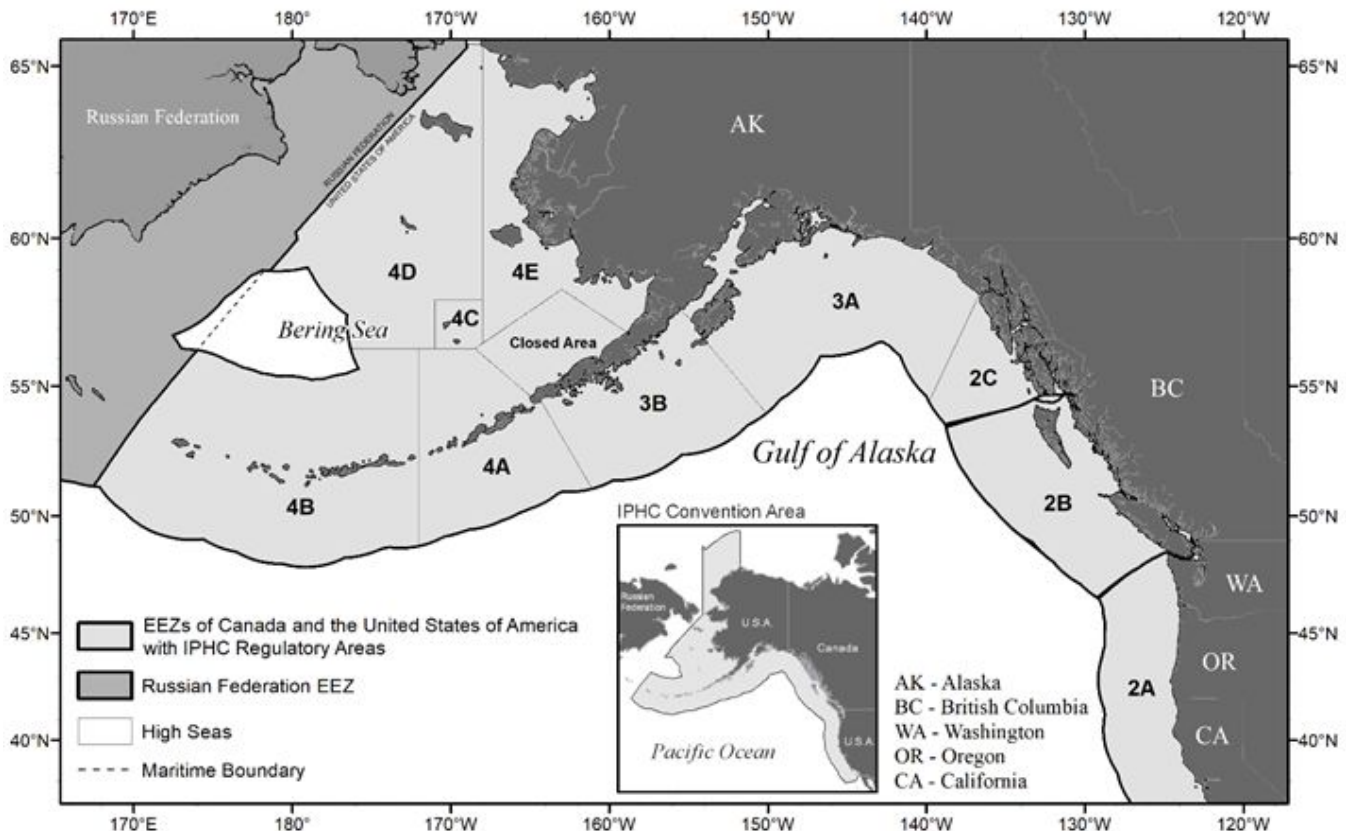 170°E 180° 170°W 160°W 150°W 140°W 130°W 120°W
65°N 65°N
Russian Federation
AK
RUSSIAN FEDERATION
UNITED STATES OF AMERICA
60°N 60°N
4D 4E
3A
4C
Bering Sea
Closed Area
55°N 55°N
2C
BC
3B
Gulf of Alaska
4A
4B
2B
50°N 50°N
IPHC Convention Area
WA
Russian
Federation
U.S.A.
Canada
U.S.A.
Pacific Ocean
EEZs of Canada and the United States of America
with IPHC Regulatory Areas
Russian Federation EEZ
High Seas
Maritime Boundary
45°N 45°N
OR
2A
CA
AK - Alaska
BC - British Columbia
WA - Washington
OR - Oregon
CA - California
40°N 40°N
170°E 180° 170°W 160°W 150°W 140°W 130°W 120°W